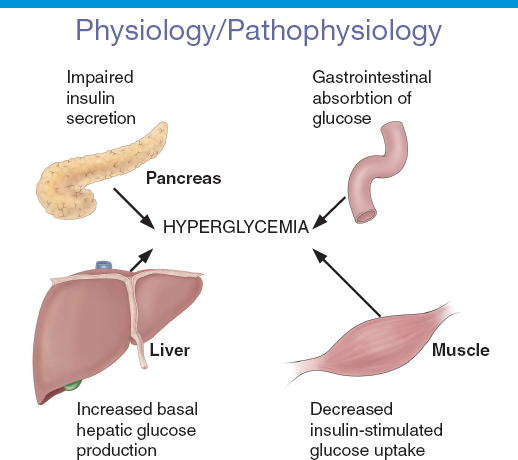 Physiology/Pathophysiology
Impaired
insulin
secretion
Gastrointestinal
absorbtion of
glucose
Pancreas
HYPERGLYCEMIA
Liver
Muscle
Increased basal
hepatic glucose
production
Decreased
insulin-stimulated
glucose uptake